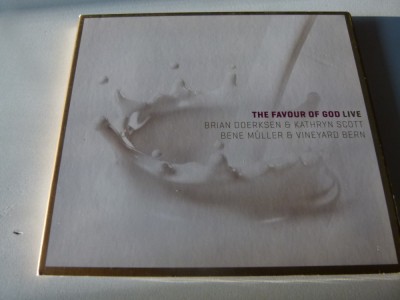 THE FAVOUR OF GOD LIVE
BRIAN DOERKSEN & KATHRYN SCOTT
BENE MÜLLER & VINEYARD BERN